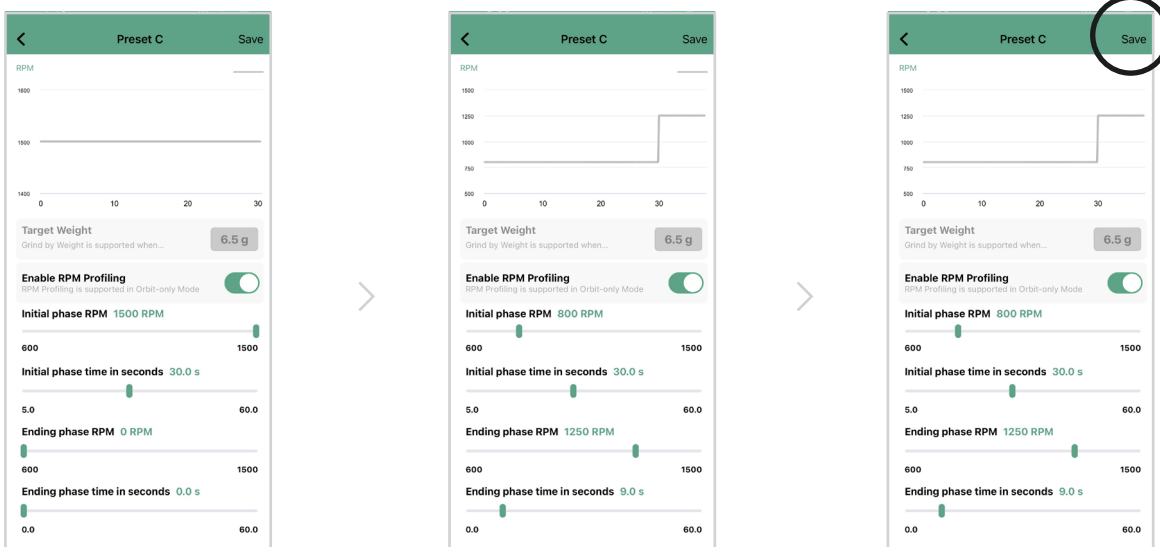 Preset C Save
RPM
1600
1500
1400
0 10 20 30
Target Weight
Grind by Weight is supported when...
6.5 g
Enable RPM Profiling
RPM Profiling is supported in Orbit-only Mode
Initial phase RPM 1500 RPM
600 1500
Initial phase time in seconds 30.0 s
5.0 60.0
Ending phase RPM 0 RPM
600 1500
Ending phase time in seconds 0.0 s
0.0 60.0
Preset C Save
RPM
1500
1250
1000
750
500
0 10 20 30
Target Weight
Grind by Weight is supported when...
6.5 g
Enable RPM Profiling
RPM Profiling is supported in Orbit-only Mode
Initial phase RPM 800 RPM
600 1500
Initial phase time in seconds 30.0 s
5.0 60.0
Ending phase RPM 1250 RPM
600 1500
Ending phase time in seconds 9.0 s
0.0 60.0
Preset C Save
RPM
1500
1250
1000
750
500
0 10 20 30
Target Weight
Grind by Weight is supported when...
6.5 g
Enable RPM Profiling
RPM Profiling is supported in Orbit-only Mode
Initial phase RPM 800 RPM
600 1500
Initial phase time in seconds 30.0 s
5.0 60.0
Ending phase RPM 1250 RPM
600 1500
Ending phase time in seconds 9.0 s
0.0 60.0